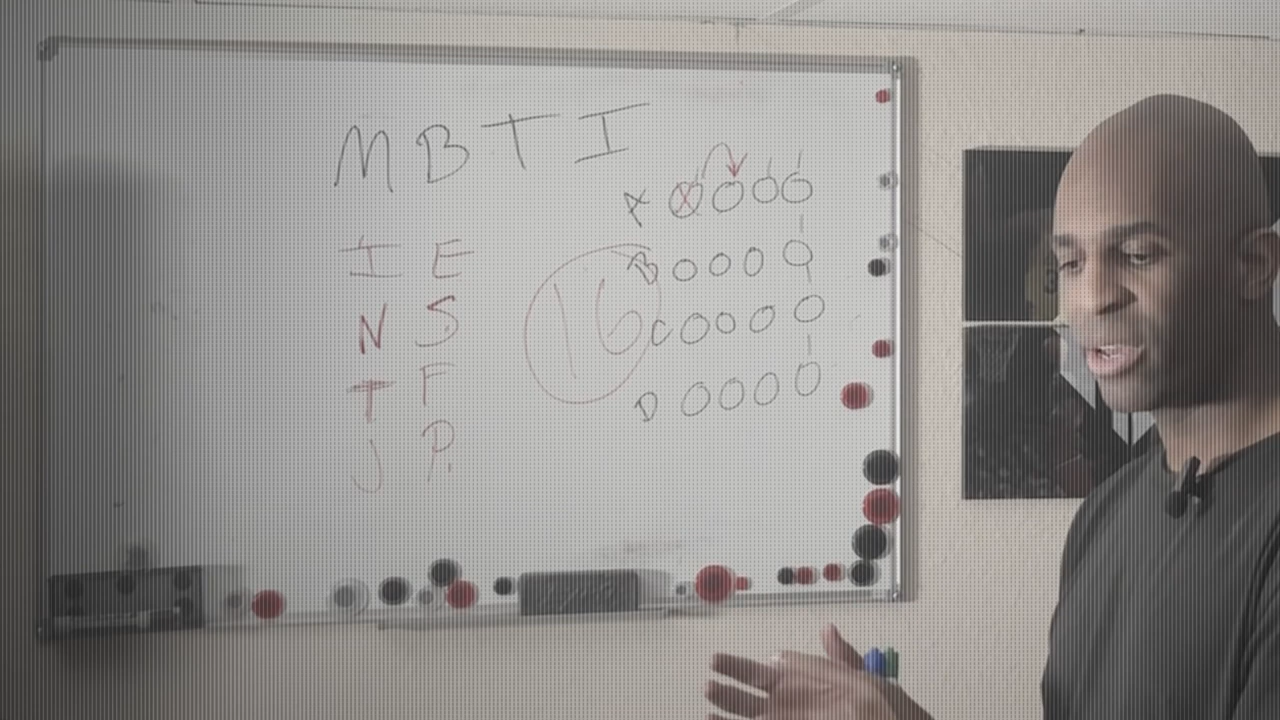 MBTI
I E
N S
T F
J P.
16
A O O O O
B O O O O
C O O O O
D O O O O